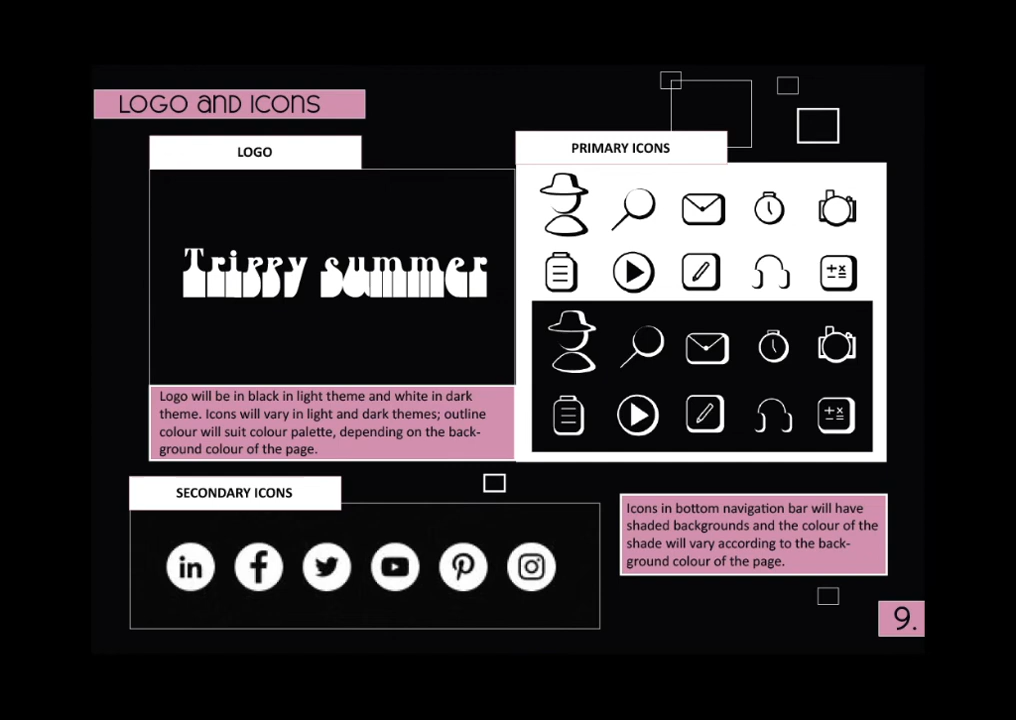 LOGO and ICONS
LOGO
PRIMARY ICONS
Trippy summer
Logo will be in black in light theme and white in dark
theme. Icons will vary in light and dark themes; outline
colour will suit colour palette, depending on the back-
ground colour of the page.
SECONDARY ICONS
Icons in bottom navigation bar will have
shaded backgrounds and the colour of the
shade will vary according to the back-
ground colour of the page.
in
9.